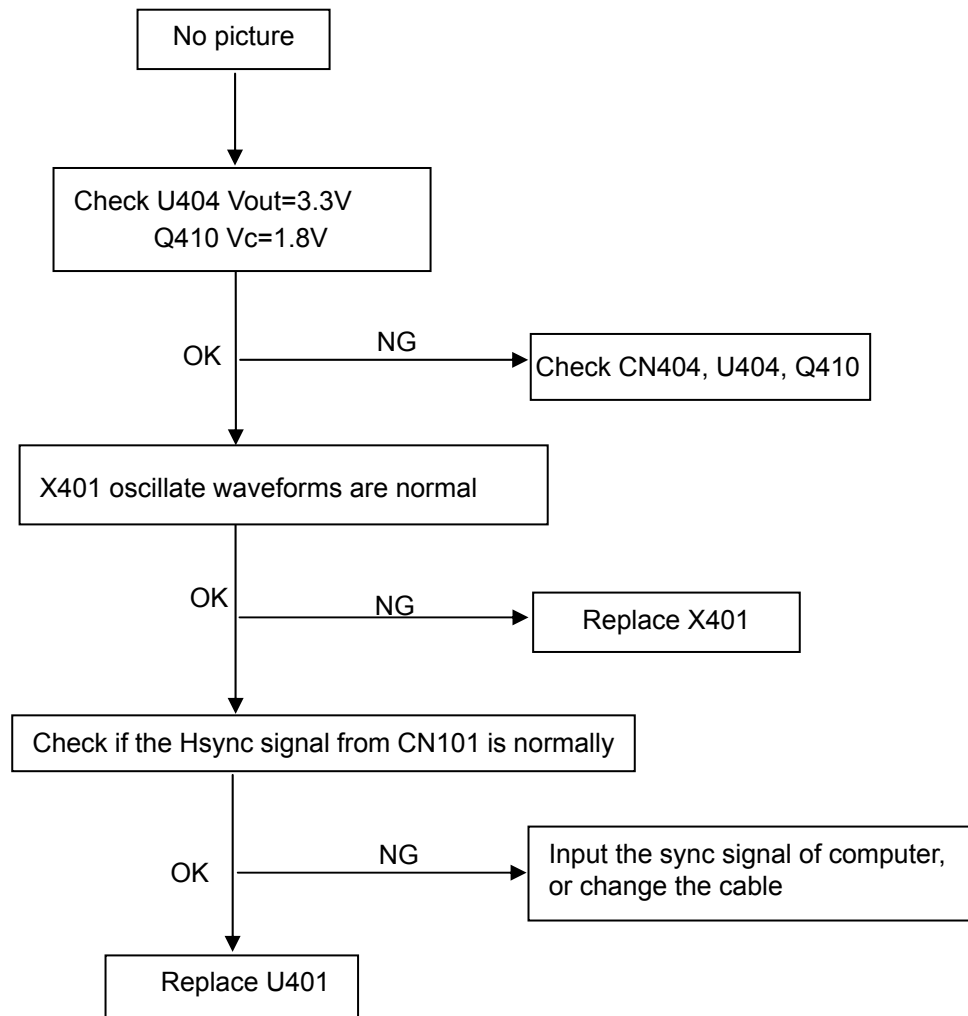 No picture
Check U404 Vout=3.3V
Q410 Vc=1.8V
OK
NG
Check CN404, U404, Q410
X401 oscillate waveforms are normal
OK
NG
Replace X401
Check if the Hsync signal from CN101 is normally
OK
NG
Input the sync signal of computer,
or change the cable
Replace U401